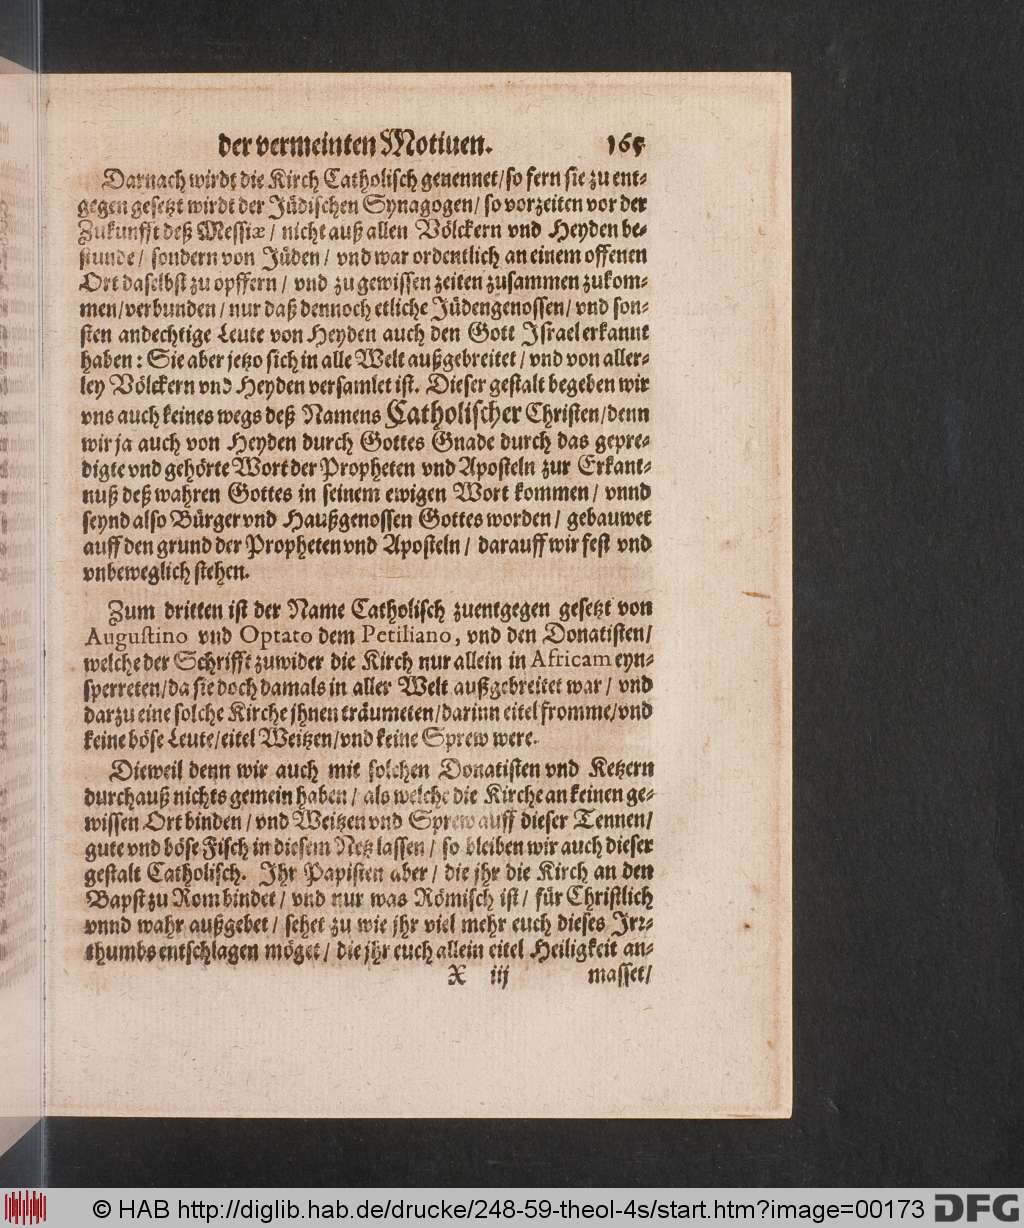 der vermeinten Motiuen. 165
Darnach wirdt die Kirch Catholisch genennet/so fern sie zu ent-
gegen gesetzt wirdt der Jüdischen Synagogen/ so vorzeiten vor der
Zukunfft deß Messiæ/ nicht auß allen Völckern vnd Heyden be-
stunde/ sondern von Jüden/ vnd war ordentlich an einem offenen
Ort daselbst zu opffern/ vnd zu gewissen zeiten zusammen zukom-
men/verbunden/ nur daß dennoch etliche Jüdengenossen/ vnd son-
sten andechtige Leute von Heyden auch den Gott Israel erkannt
haben: Sie aber jetzo sich in alle Welt außgebreitet/ vnd von aller-
ley Völckern vnd Heyden versamlet ist. Dieser gestalt begeben wir
vns auch keines wegs deß Namens Catholischer Christen/denn
wir ja auch von Heyden durch Gottes Gnade durch das gepre-
digte vnd gehörte Wort der Propheten vnd Aposteln zur Erkant-
nuß deß wahren Gottes in seinem ewigen Wort kommen/ vnnd
seynd also Bürger vnd Haußgenossen Gottes worden/ gebauwet
auff den grund der Propheten vnd Aposteln/ darauff wir fest vnd
vnbeweglich stehen.
Zum dritten ist der Name Catholisch zuentgegen gesetzt von
Augustino vnd Optato dem Petiliano, vnd den Donatisten/
welche der Schrifft zuwider die Kirch nur allein in Africam eyn-
sperreten/da sie doch damals in aller Welt außgebreitet war/ vnd
darzu eine solche Kirche jhnen träumeten/darinn eitel fromme/vnd
keine böse Leute/eitel Weitzen/vnd keine Sprew were.
Dieweil denn wir auch mit solchen Donatisten vnd Ketzern
durchauß nichts gemein haben/ als welche die Kirche an keinen ge-
wissen Ort binden/ vnd Weitzen vnd Sprew auff dieser Tennen/
gute vnd böse Fisch in diesem Netz lassen/ so bleiben wir auch dieser
gestalt Catholisch. Ihr Papisten aber/ die jhr die Kirch an den
Bapst zu Rom bindet/ vnd nur was Römisch ist/ für Christlich
vnnd wahr außgebet/ sehet zu wie jhr viel mehr euch dieses Irr-
thumbs entschlagen möget/ die jhr euch allein eitel Heiligkeit an-
X iij masset/
© HAB http://diglib.hab.de/drucke/248-59-theol-4s/start.htm?image=00173 DFG